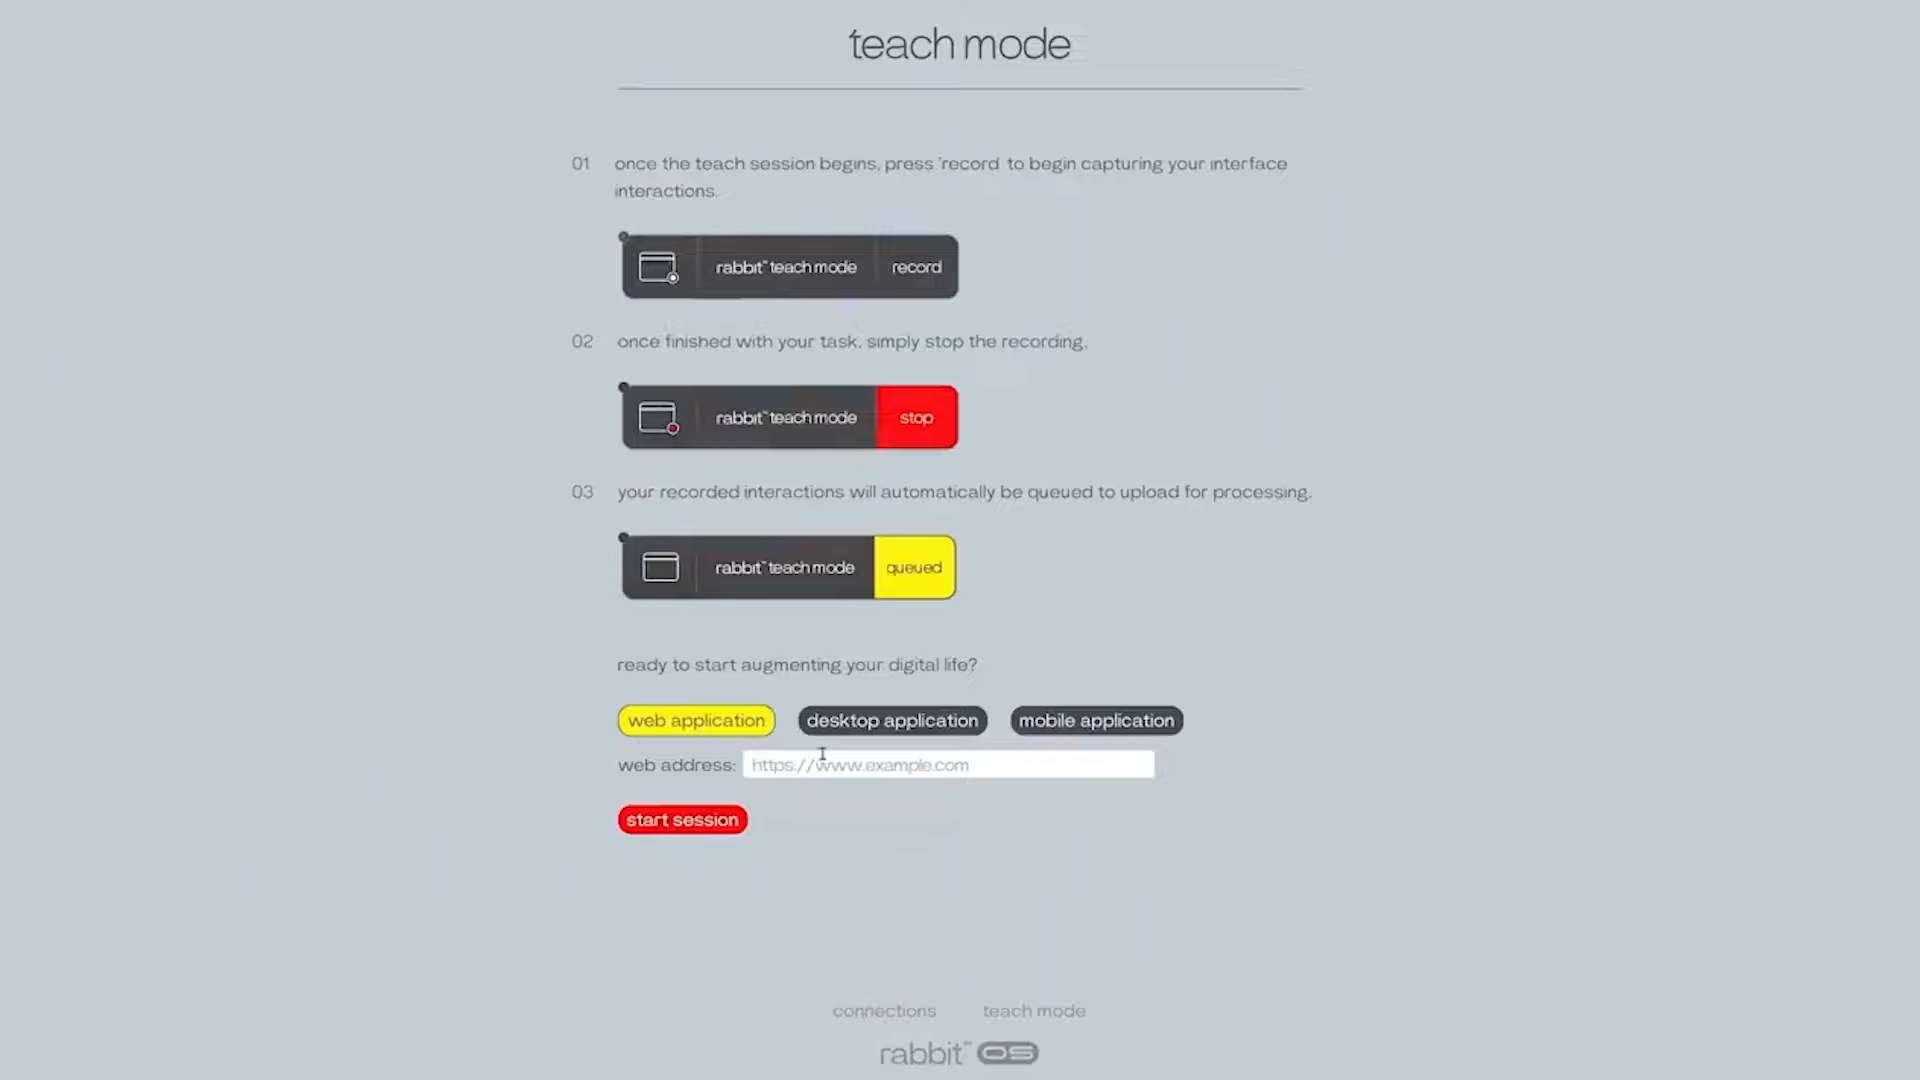 teach mode
01 once the teach session begins, press 'record' to begin capturing your interface
interactions.
rabbit™ teach mode record
02 once finished with your task, simply stop the recording.
rabbit™ teach mode stop
03 your recorded interactions will automatically be queued to upload for processing.
rabbit™ teach mode queued
ready to start augmenting your digital life?
web application desktop application mobile application
web address: https://www.example.com
start session
connections teach mode
rabbit™ OS